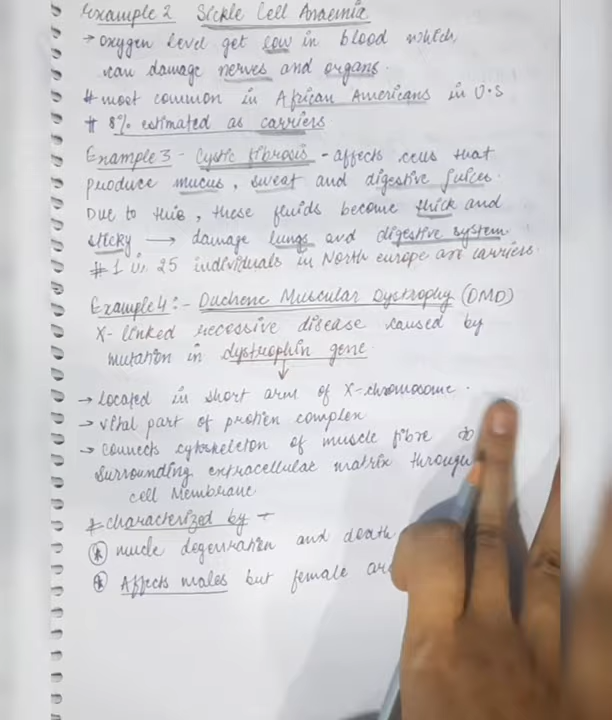 Example 2 Sickle Cell Anaemia
→ oxygen level get low in blood which
can damage nerves and organs.
# most common in African Americans in U.S
# 8% estimated as carriers
Example 3 - Cystic fibrosis - affects cells that
produce mucus, sweat and digestive juices.
Due to this, these fluids become thick and
sticky → damage lungs and digestive system
# 1 in 25 individuals in North europe are carriers.
Example 4 :- Duchene Muscular Dystrophy (DMD)
X-linked recessive disease caused by
mutation in dystrophin gene
↓
→ located in short arm of X-chromosome.
→ vital part of protien complex
→ connects cytoskeleton of muscle fibre to
surrounding extracellular matrix through
cell Membrane
* characterized by -
* muscle degenration and death
* Affects males but female are